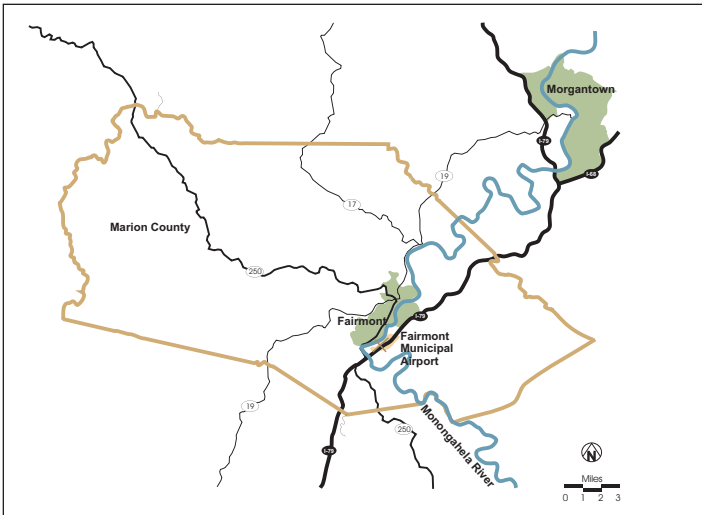 Morgantown
I-79
I-68
19
17
Marion County
250
Fairmont
I-79
Fairmont
Municipal
Airport
19
250
Monongahela River
I-79
N
Miles
0 1 2 3